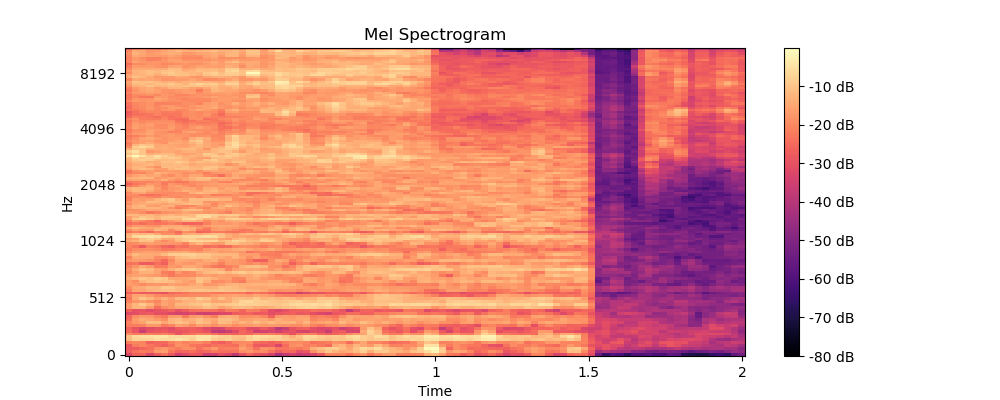 Mel Spectrogram
Hz
8192
4096
2048
1024
512
0
0 0.5 1 1.5 2
Time
-10 dB
-20 dB
-30 dB
-40 dB
-50 dB
-60 dB
-70 dB
-80 dB